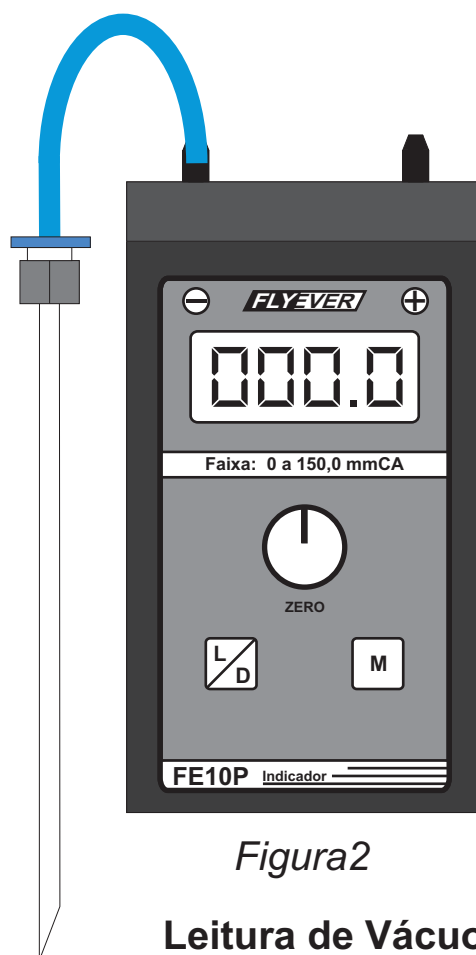 FLYEVER
000.0
Faixa: 0 a 150,0 mmCA
ZERO
L/D
M
FE10P Indicador
Figura2
Leitura de Vácuo